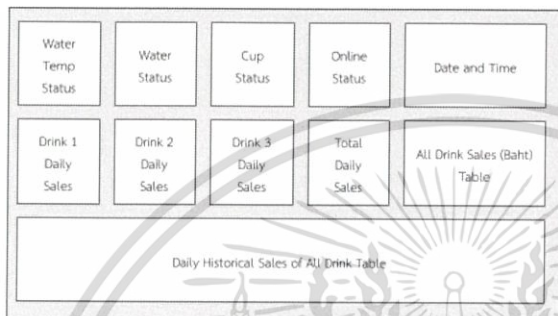 Water
Temp
Status
Water
Status
Cup
Status
Online
Status
Date and Time
Drink 1
Daily
Sales
Drink 2
Daily
Sales
Drink 3
Daily
Sales
Total
Daily
Sales
All Drink Sales (Baht)
Table
Daily Historical Sales of All Drink Table